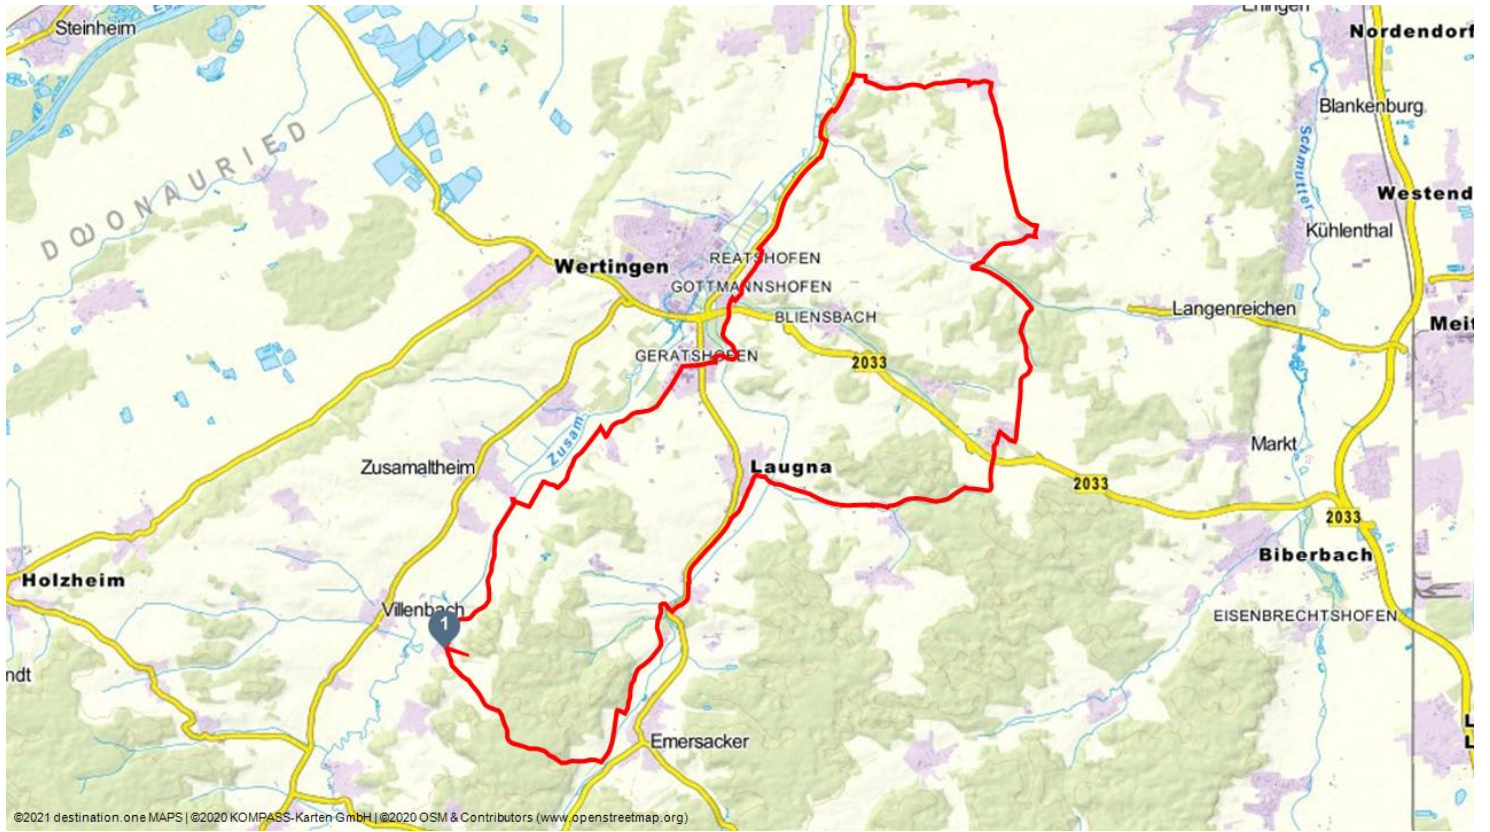 Erlingen
Steinheim
Nordendorf
Blankenburg
Schmutter
DONAURIED
Westend
Kühlenthal
REATSHOFEN
Wertingen
GOTTMANNSHOFEN
BLIENSBACH
Langenreichen
Meit
GERATSHOFEN
2033
Zusam
Markt
Zusamaltheim
Laugna
2033
2033
Biberbach
Holzheim
Villenbach
1
EISENBRECHTSHOFEN
ndt
Emersacker
L
L
©2021 destination.one MAPS | ©2020 KOMPASS-Karten GmbH | ©2020 OSM & Contributors (www.openstreetmap.org)